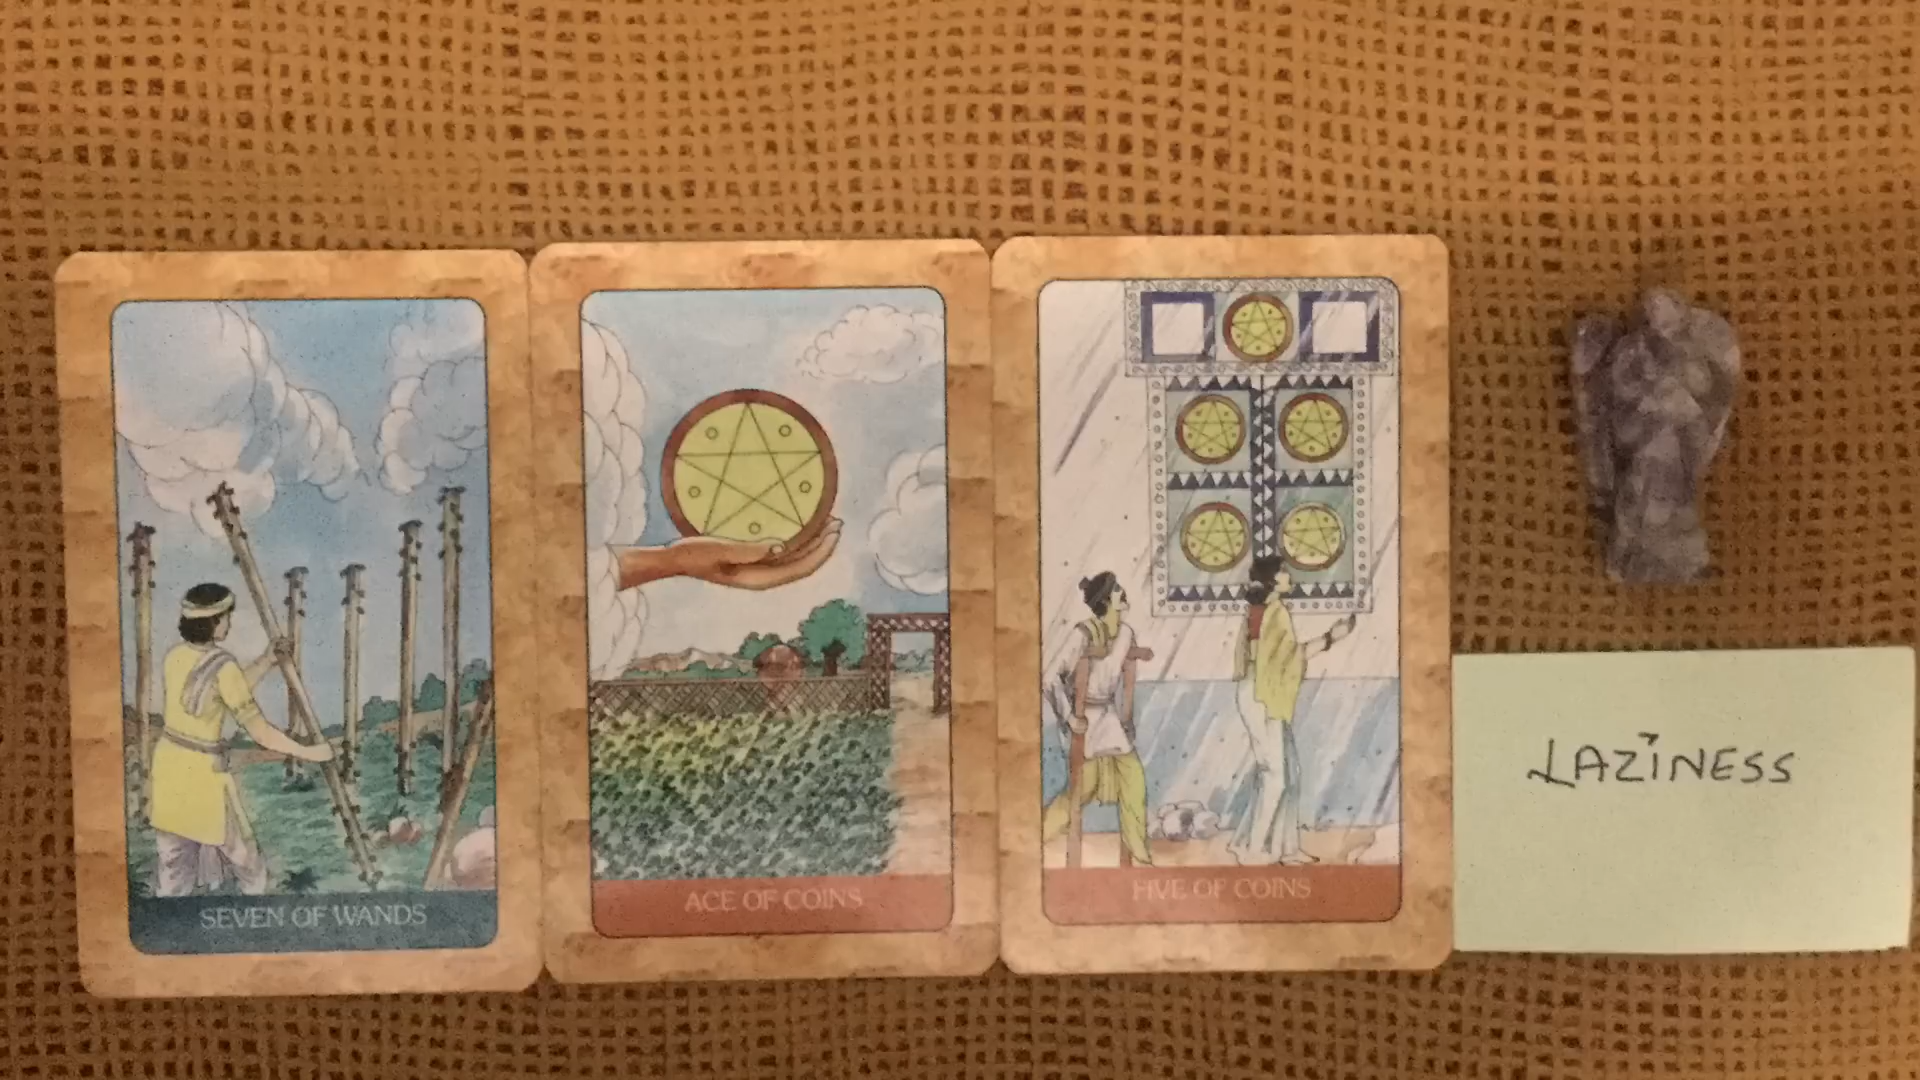 SEVEN OF WANDS
ACE OF COINS
FIVE OF COINS
LAZINESS